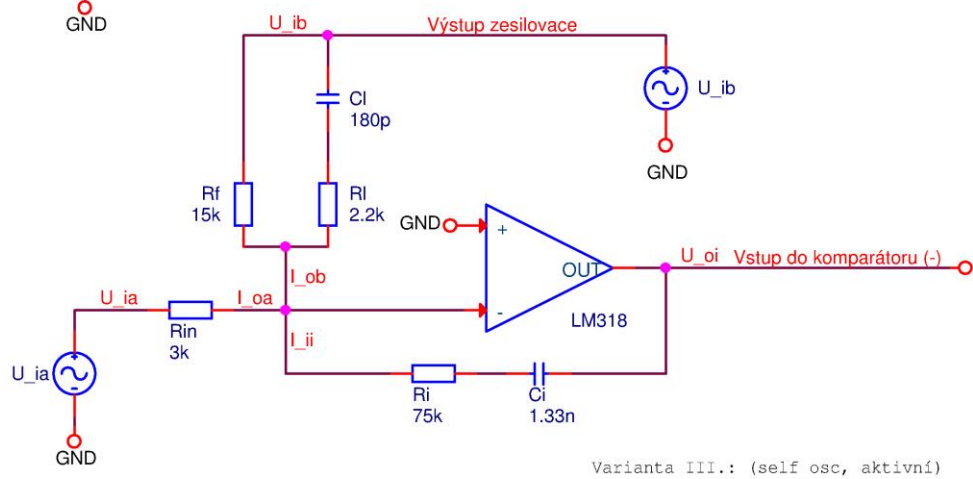 GND
U_ib
Výstup zesilovace
Cl
180p
U_ib
GND
Rf
15k
Rl
2.2k
GND
+
-
OUT
LM318
U_oi
Vstup do komparátoru (-)
I_ob
U_ia
I_oa
Rin
3k
I_ii
U_ia
GND
Ri
75k
Ci
1.33n
Varianta III.: (self osc, aktivní)